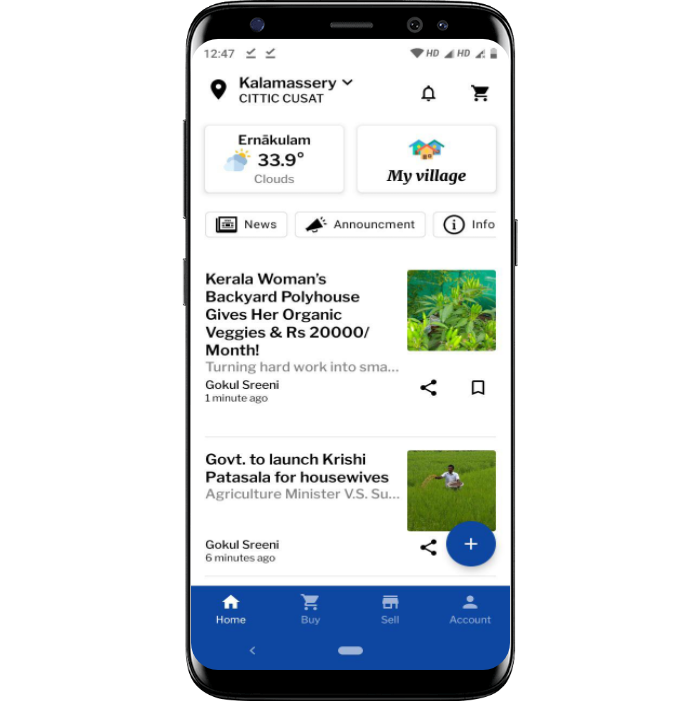 12:47 HD HD
Kalamassery
CITTIC CUSAT
Ernākulam
33.9°
Clouds
My village
News
Announcment
Info
Kerala Woman's
Backyard Polyhouse
Gives Her Organic
Veggies & Rs 20000/
Month!
Turning hard work into sma...
Gokul Sreeni
1 minute ago
Govt. to launch Krishi
Patasala for housewives
Agriculture Minister V.S. Su...
Gokul Sreeni
6 minutes ago
Home
Buy
Sell
Account